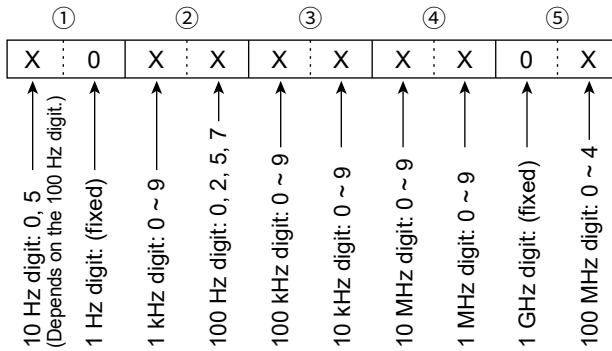 ① ② ③ ④ ⑤
X 0 X X X X X X 0 X
10 Hz digit: 0, 5
(Depends on the 100 Hz digit.)
1 Hz digit: (fixed)
1 kHz digit: 0 ~ 9
100 Hz digit: 0, 2, 5, 7
100 kHz digit: 0 ~ 9
10 kHz digit: 0 ~ 9
10 MHz digit: 0 ~ 9
1 MHz digit: 0 ~ 9
1 GHz digit: (fixed)
100 MHz digit: 0 ~ 4